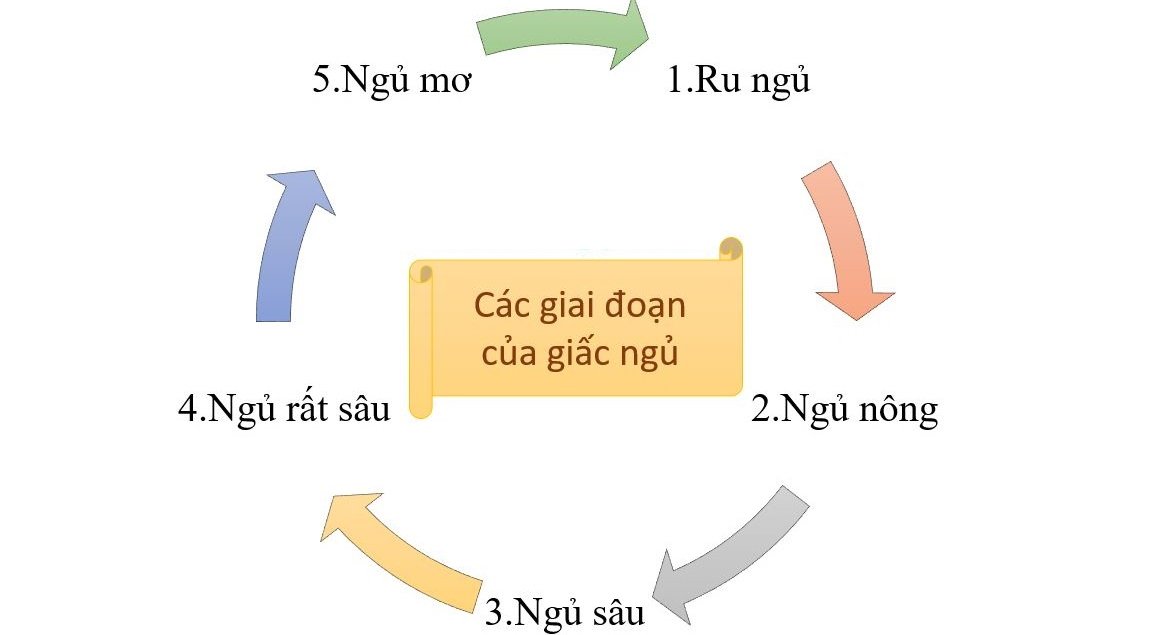 Các giai đoạn
của giấc ngủ
1.Ru ngủ
2.Ngủ nông
3.Ngủ sâu
4.Ngủ rất sâu
5.Ngủ mơ